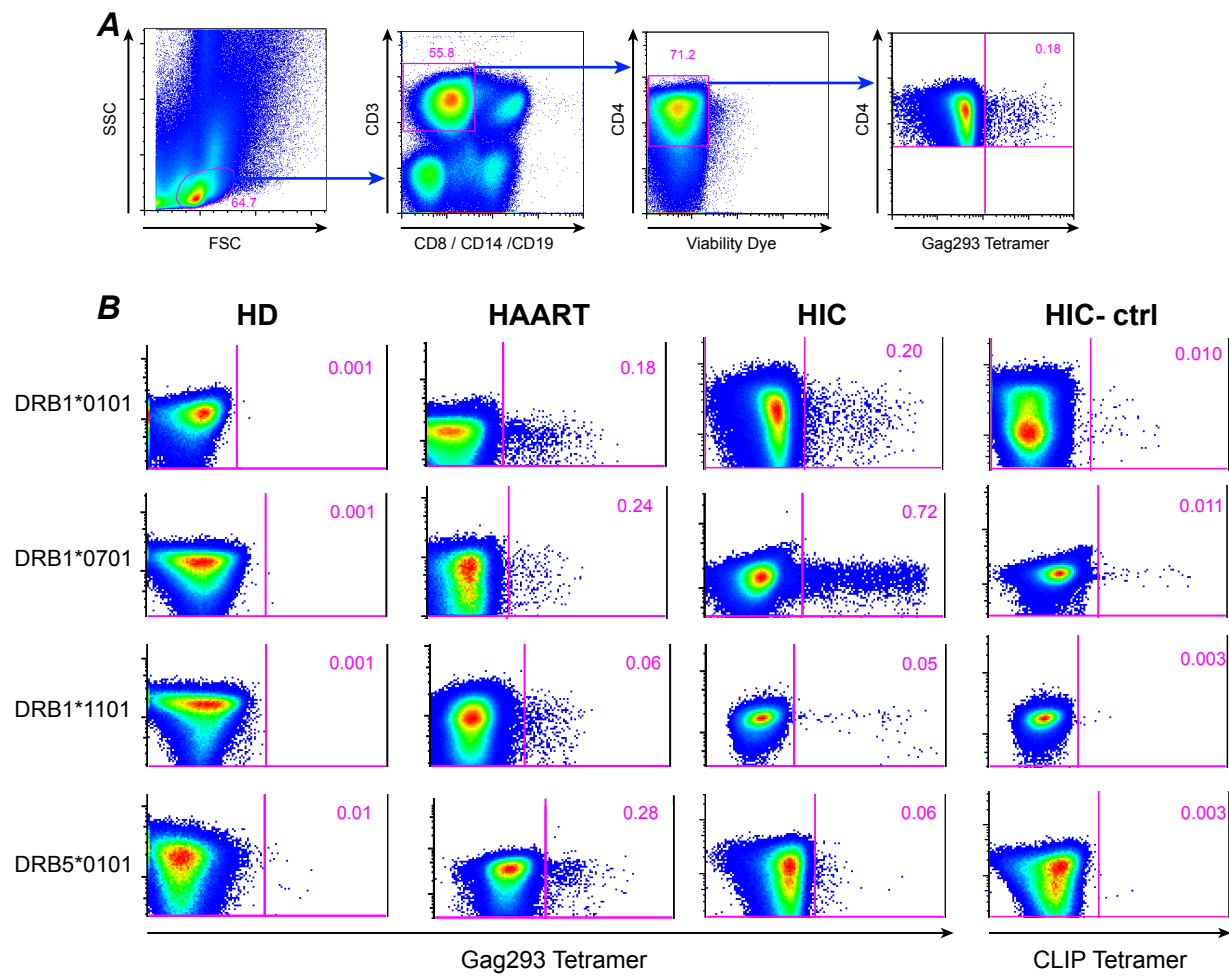 A
55.8
71.2
0.18
SSC
CD3
CD4
CD4
64.7
FSC
CD8 / CD14 /CD19
Viability Dye
Gag293 Tetramer
B
HD
HAART
HIC
HIC- ctrl
DRB1*0101
0.001
0.18
0.20
0.010
DRB1*0701
0.001
0.24
0.72
0.011
DRB1*1101
0.001
0.06
0.05
0.003
DRB5*0101
0.01
0.28
0.06
0.003
Gag293 Tetramer
CLIP Tetramer